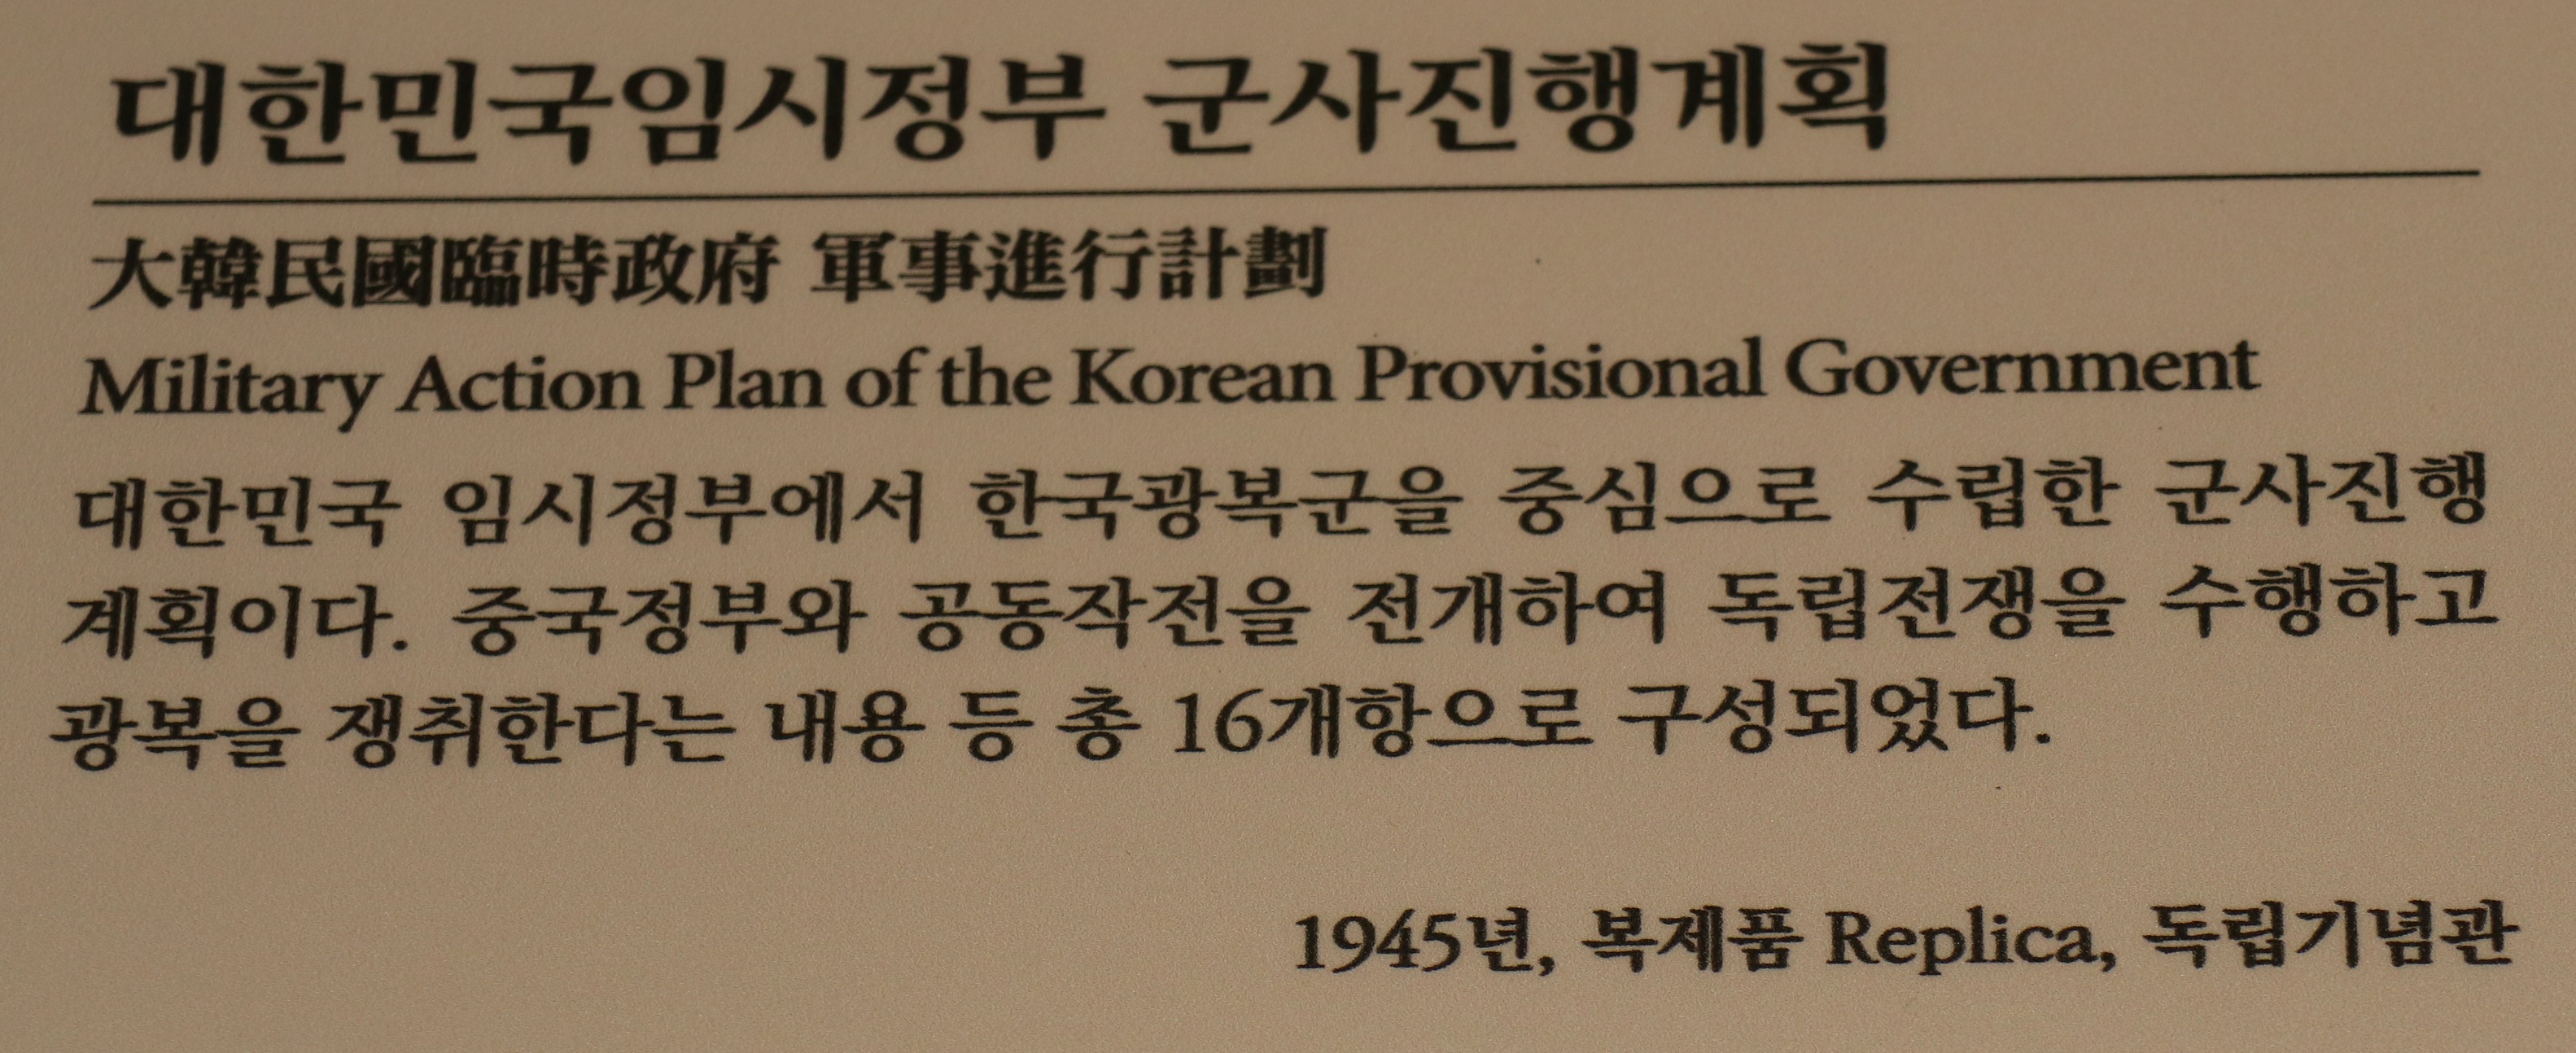 대한민국임시정부 군사진행계획
大韓民國臨時政府 軍事進行計劃
Military Action Plan of the Korean Provisional Government
대한민국 임시정부에서 한국광복군을 중심으로 수립한 군사진행
계획이다. 중국정부와 공동작전을 전개하여 독립전쟁을 수행하고
광복을 쟁취한다는 내용 등 총 16개항으로 구성되었다.
1945년, 복제품 Replica, 독립기념관